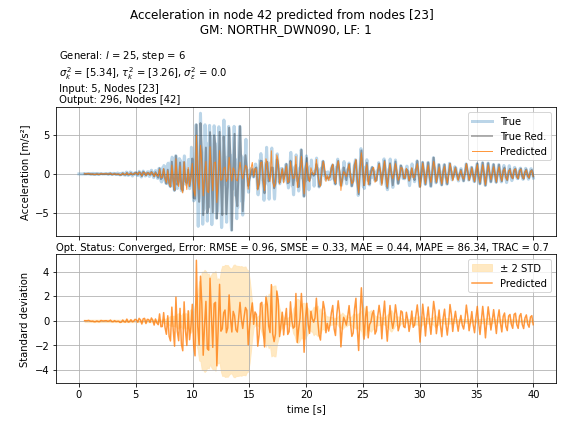 Acceleration in node 42 predicted from nodes [23]
GM: NORTHR_DWN090, LF: 1
General: l = 25, step = 6
σ²ₖ = [5.34], τ²ₖ = [3.26], σ²ε = 0.0
Input: 5, Nodes [23]
Output: 296, Nodes [42]
True
True Red.
Predicted
Acceleration [m/s²]
5
0
−5
Opt. Status: Converged, Error: RMSE = 0.96, SMSE = 0.33, MAE = 0.44, MAPE = 86.34, TRAC = 0.7
± 2 STD
Predicted
Standard deviation
4
2
0
−2
−4
0 5 10 15 20 25 30 35 40
time [s]